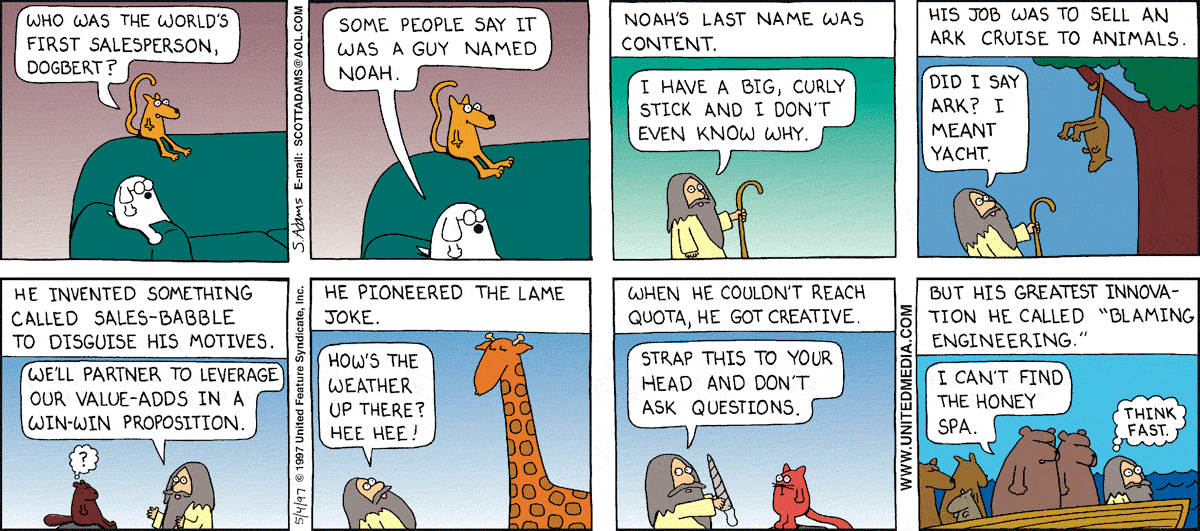 WHO WAS THE WORLD'S
FIRST SALESPERSON,
DOGBERT?
S.Adams E-mail: SCOTTADAMS@AOL.COM
SOME PEOPLE SAY IT
WAS A GUY NAMED
NOAH.
NOAH'S LAST NAME WAS
CONTENT.
I HAVE A BIG, CURLY
STICK AND I DON'T
EVEN KNOW WHY.
HIS JOB WAS TO SELL AN
ARK CRUISE TO ANIMALS.
DID I SAY
ARK? I
MEANT
YACHT.
HE INVENTED SOMETHING
CALLED SALES-BABBLE
TO DISGUISE HIS MOTIVES.
WE'LL PARTNER TO LEVERAGE
OUR VALUE-ADDS IN A
WIN-WIN PROPOSITION.
?
5/4/97 © 1997 United Feature Syndicate, Inc.
HE PIONEERED THE LAME
JOKE.
HOW'S THE
WEATHER
UP THERE?
HEE HEE!
WHEN HE COULDN'T REACH
QUOTA, HE GOT CREATIVE.
STRAP THIS TO YOUR
HEAD AND DON'T
ASK QUESTIONS.
WWW.UNITEDMEDIA.COM
BUT HIS GREATEST INNOVA-
TION HE CALLED "BLAMING
ENGINEERING."
I CAN'T FIND
THE HONEY
SPA.
THINK
FAST.